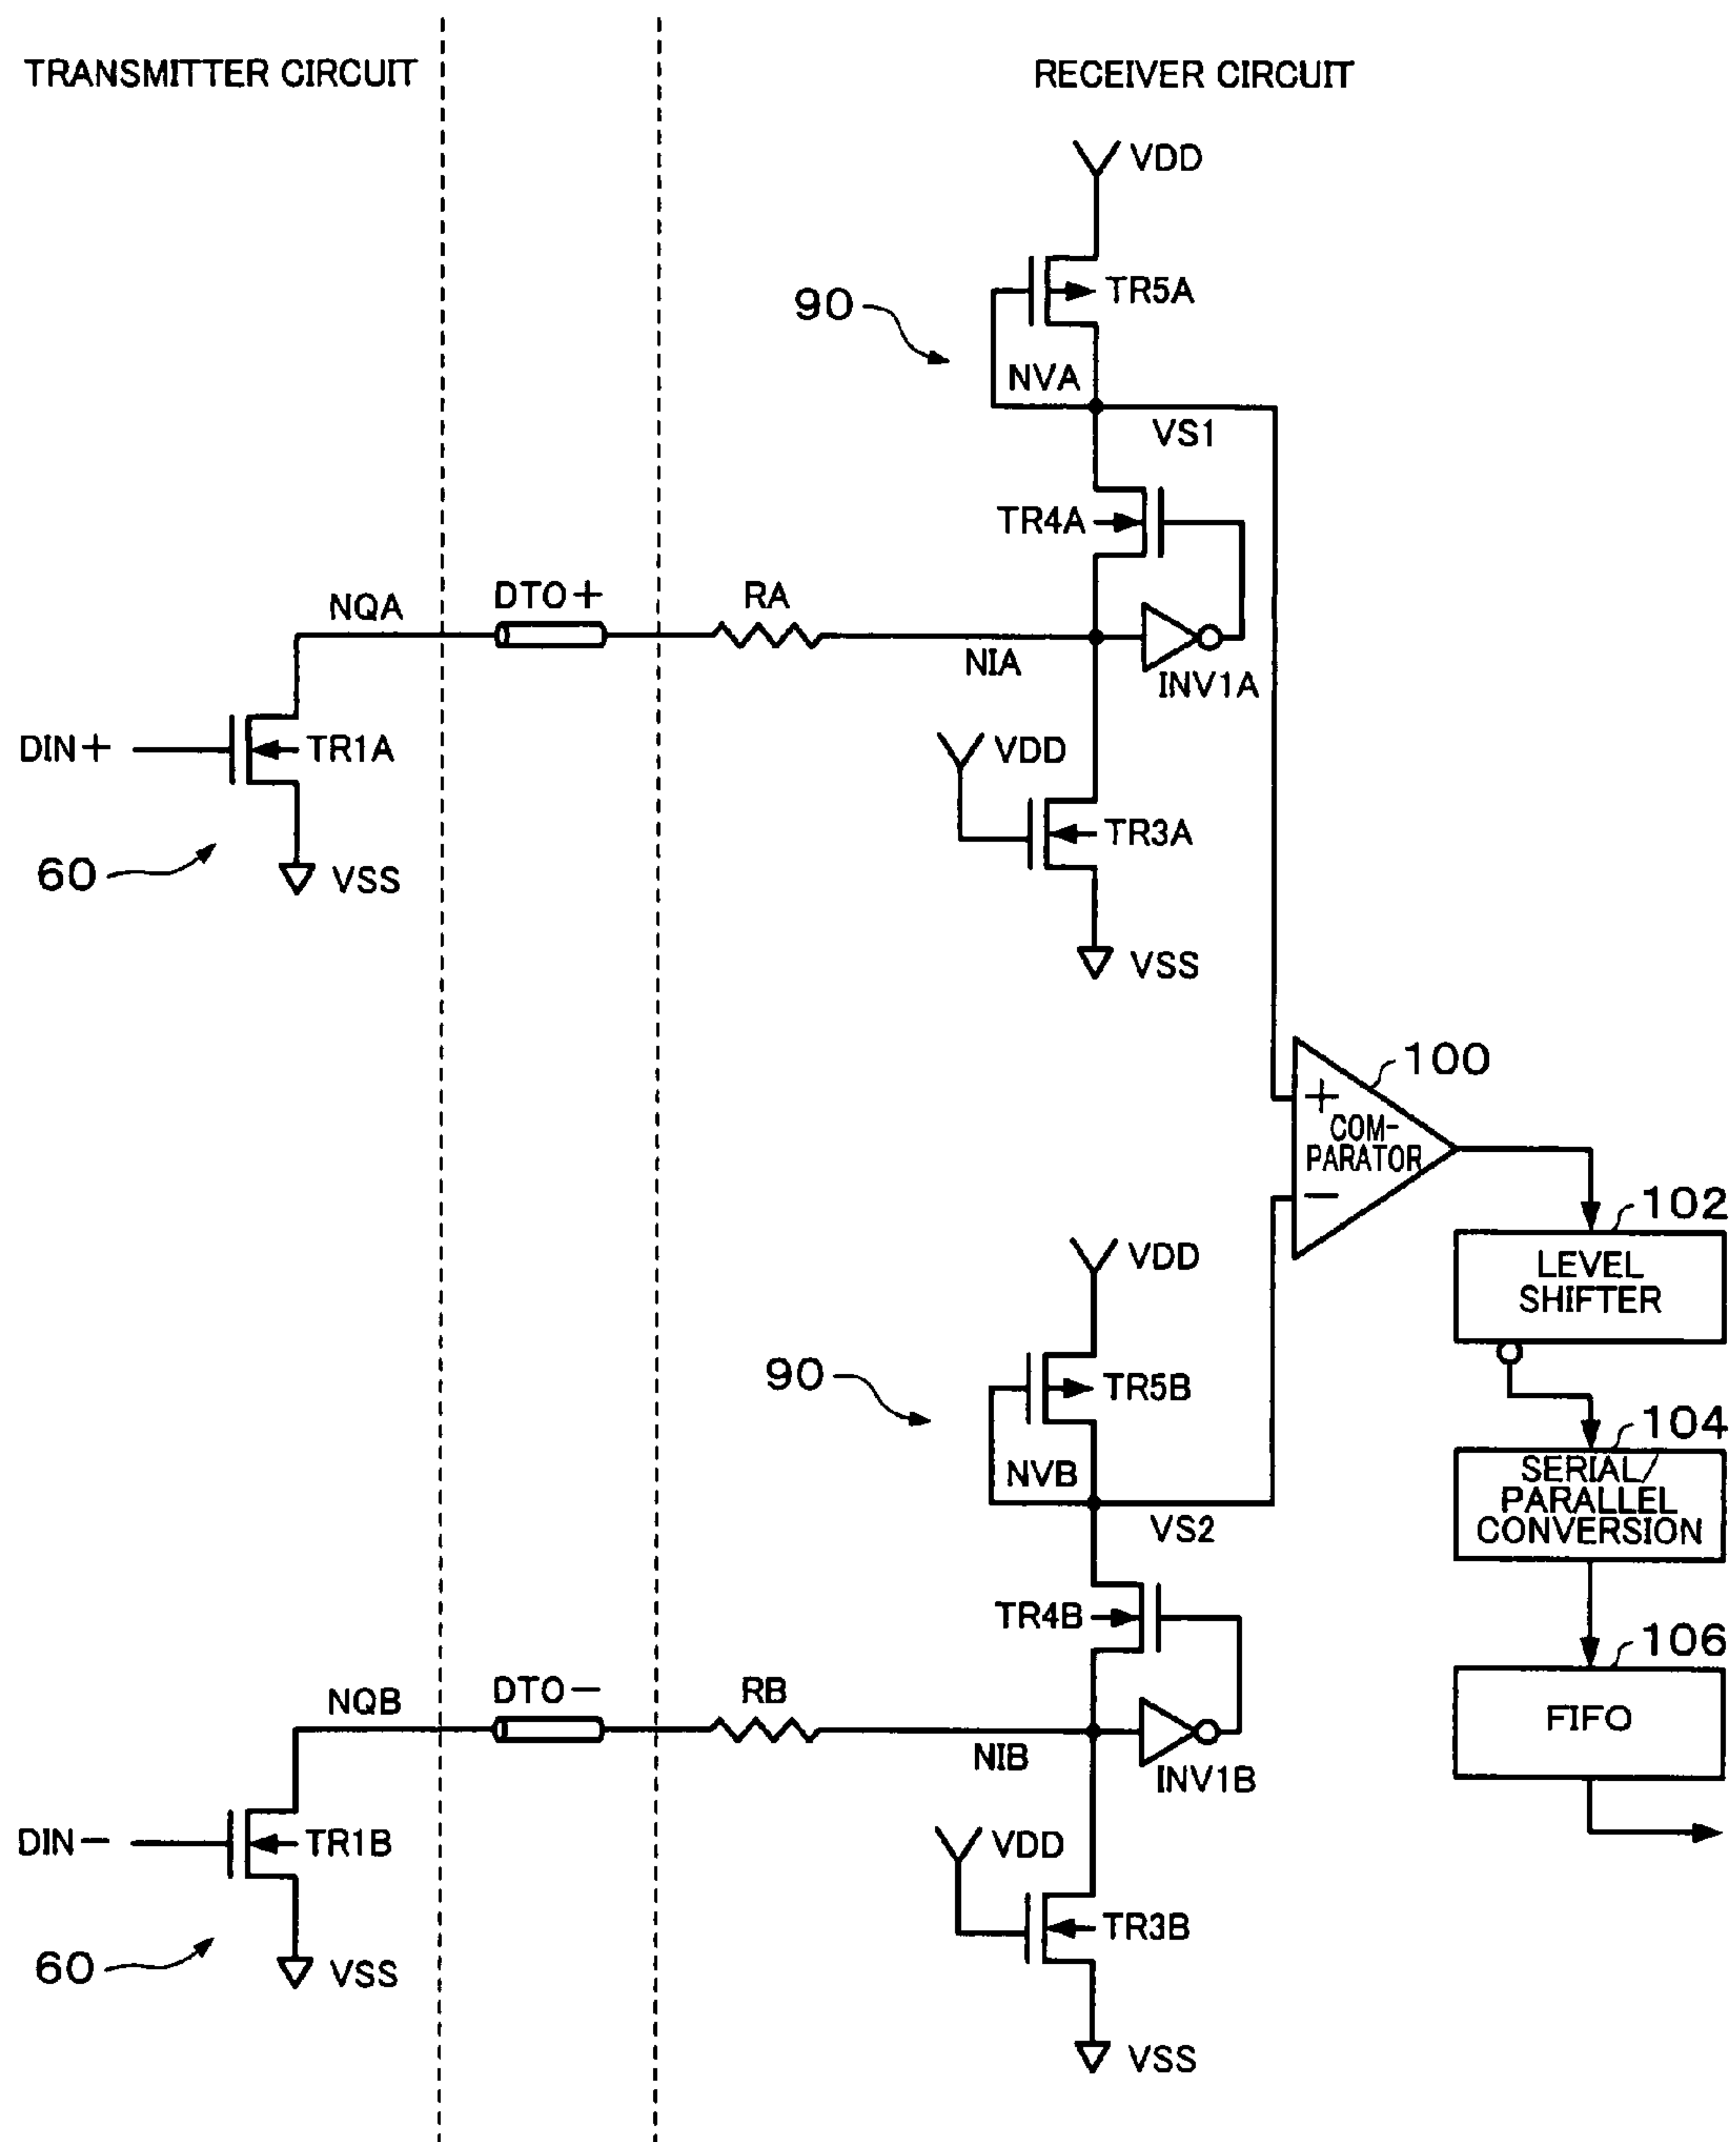 TRANSMITTER CIRCUIT
RECEIVER CIRCUIT
VDD
TR5A
90
NVA
VS1
TR4A
NQA
DTO+
RA
NIA
INV1A
DIN+
TR1A
VDD
TR3A
60
VSS
VSS
100
+
COM-
PARATOR
−
102
LEVEL
SHIFTER
VDD
90
TR5B
104
SERIAL/
PARALLEL
CONVERSION
NVB
VS2
TR4B
106
FIFO
NQB
DTO−
RB
NIB
INV1B
DIN−
TR1B
VDD
TR3B
60
VSS
VSS